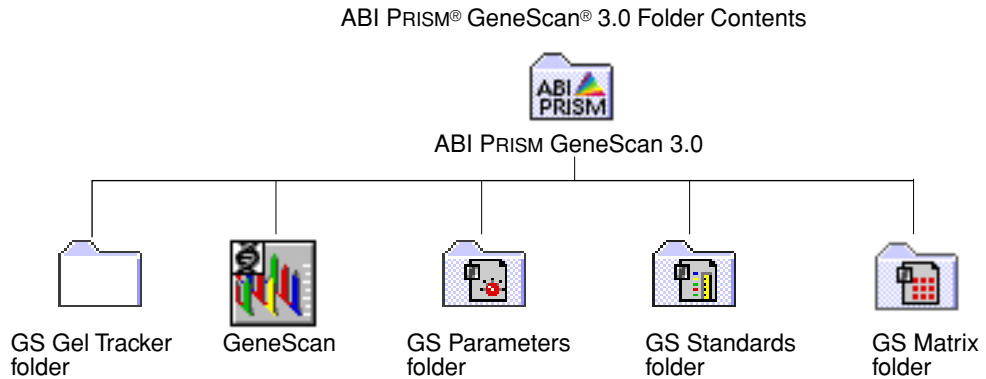 ABI PRISM® GeneScan® 3.0 Folder Contents
ABI
PRISM
ABI PRISM GeneScan 3.0
GS Gel Tracker
folder
GeneScan
GS Parameters
folder
GS Standards
folder
GS Matrix
folder